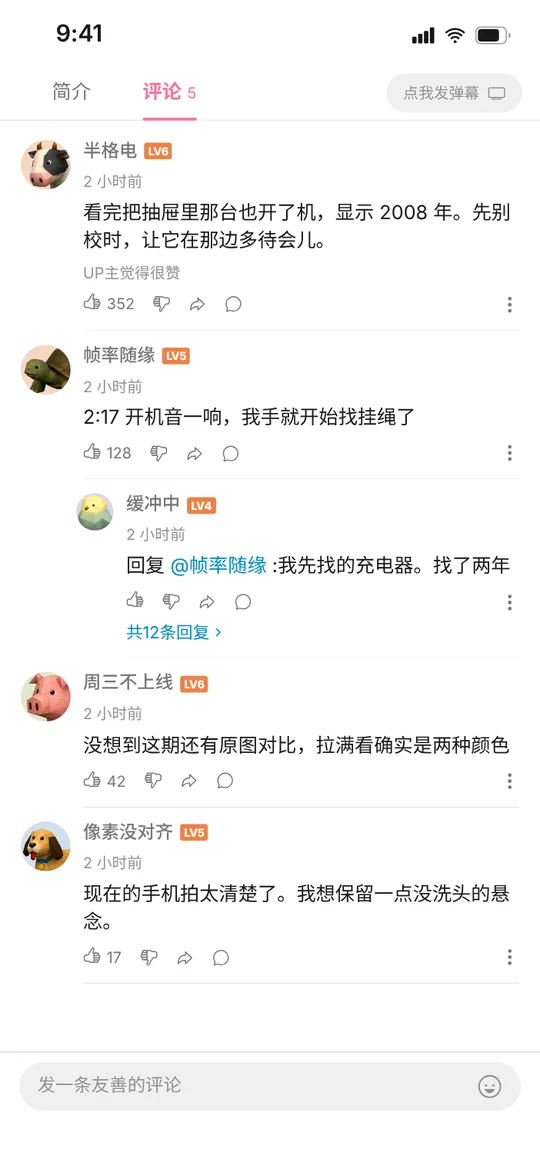 9:41
简介
评论 5
点我发弹幕
半格电 LV6
2 小时前
看完把抽屉里那台也开了机，显示 2008 年。先别
校时，让它在那边多待会儿。
UP主觉得很赞
352
帧率随缘 LV5
2 小时前
2:17 开机音一响，我手就开始找挂绳了
128
缓冲中 LV4
2 小时前
回复 @帧率随缘 :我先找的充电器。找了两年
共12条回复 ›
周三不上线 LV6
2 小时前
没想到这期还有原图对比，拉满看确实是两种颜色
42
像素没对齐 LV5
2 小时前
现在的手机拍太清楚了。我想保留一点没洗头的悬
念。
17
发一条友善的评论